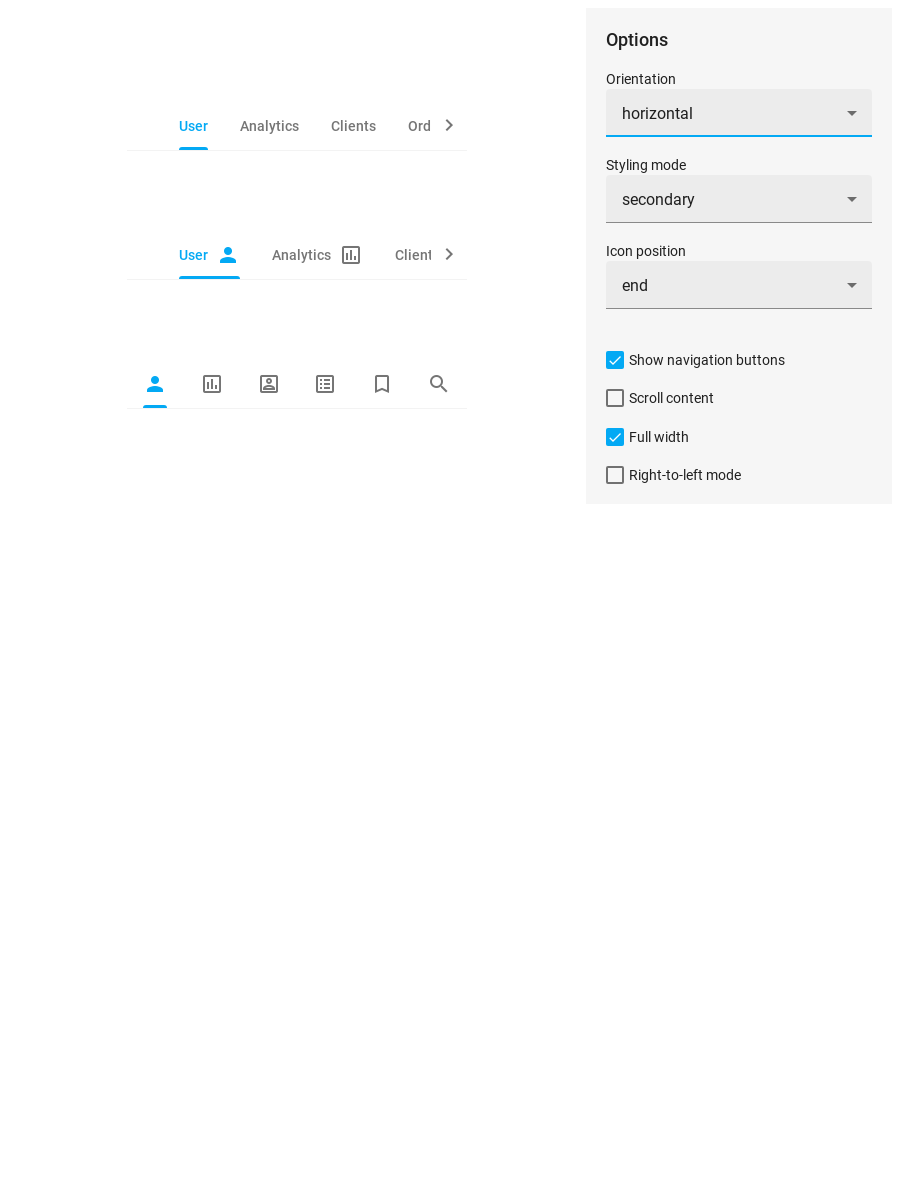 User Analytics Clients Ord
User Analytics Client
Options
Orientation
horizontal
Styling mode
secondary
Icon position
end
Show navigation buttons
Scroll content
Full width
Right-to-left mode